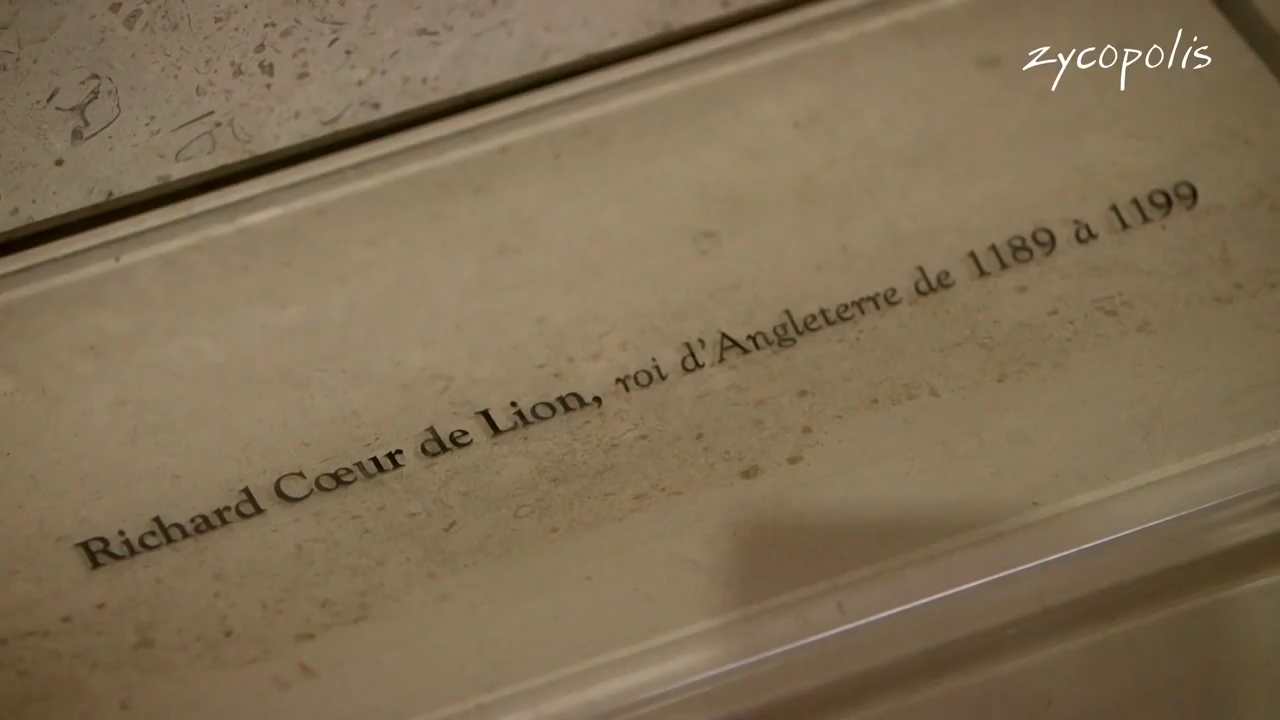 zycopolis
Richard Cœur de Lion, roi d'Angleterre de 1189 à 1199